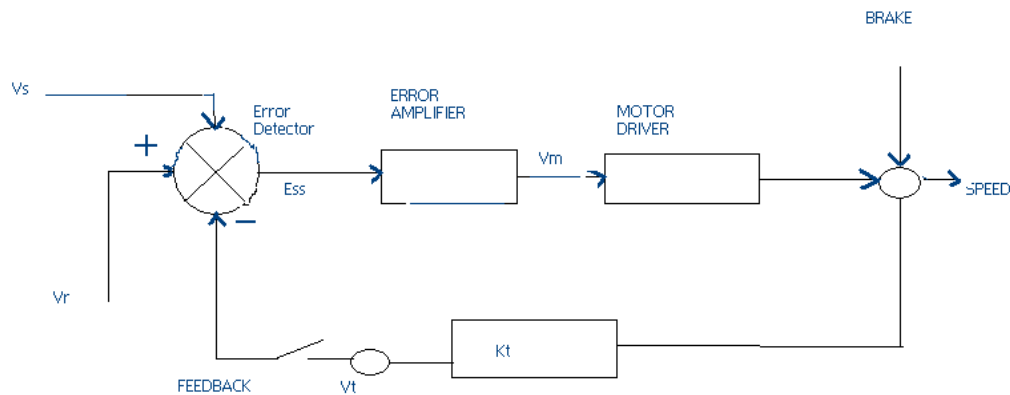 BRAKE
Vs
Error
Detector
ERROR
AMPLIFIER
MOTOR
DRIVER
+
Vm
Ess
SPEED
−
Vr
Kt
Vt
FEEDBACK